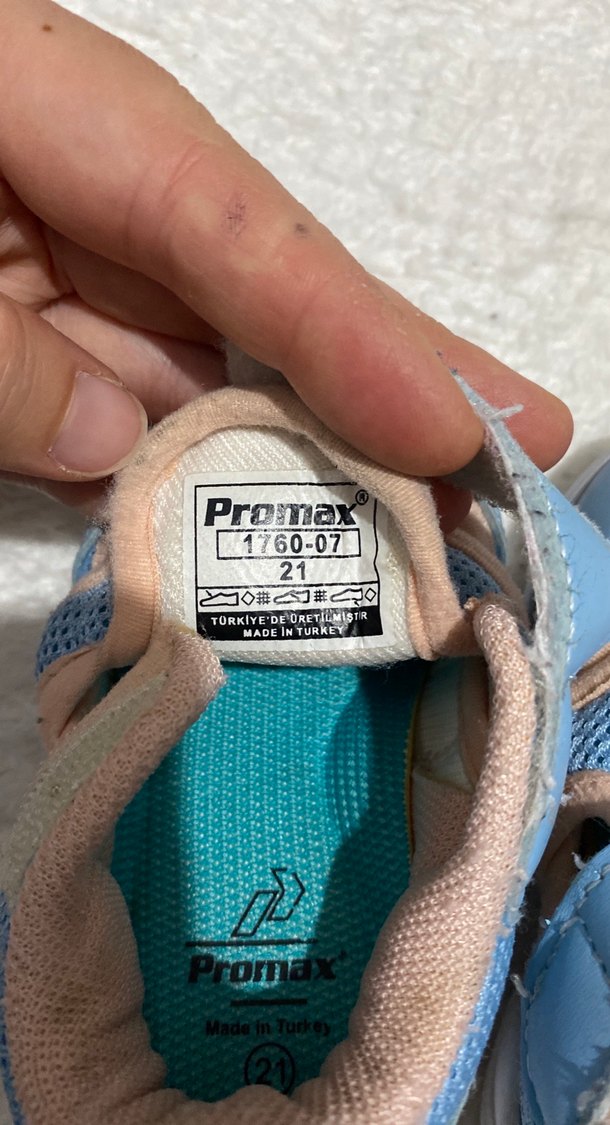 Promax®
1760-07
21
TÜRKİYE'DE ÜRETİLMİŞTİR
MADE IN TURKEY
Promax
Made in Turkey
21